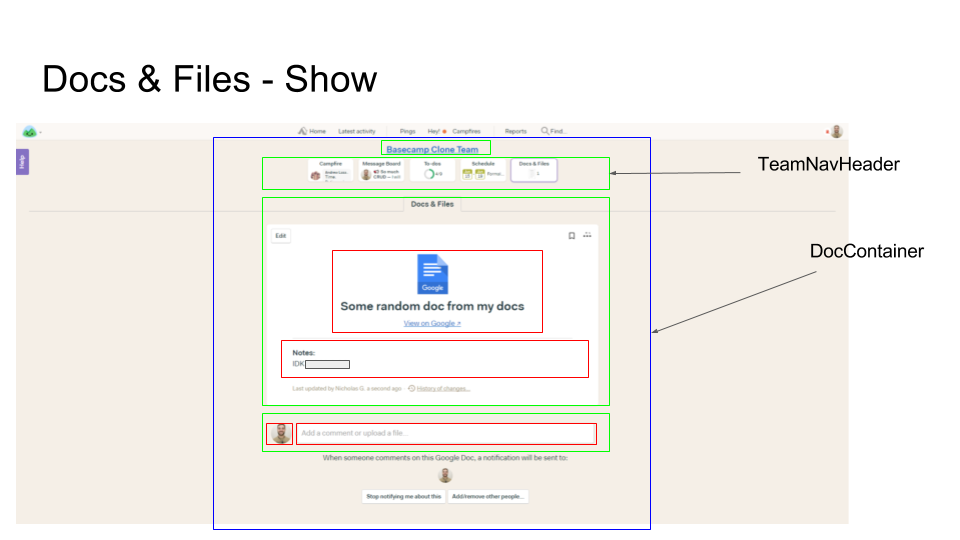 Docs & Files - Show
Home Latest activity Pings Hey! Campfires Reports Find...
Help
Basecamp Clone Team
Campfire Message Board To-dos Schedule Docs & Files
TeamNavHeader
Docs & Files
Edit
DocContainer
Google
Some random doc from my docs
View on Google
Notes:
IDK
Last updated by Nicholas G. a second ago · History of changes...
Add a comment or upload a file...
When someone comments on this Google Doc, a notification will be sent to:
Stop notifying me about this Add/remove other people...